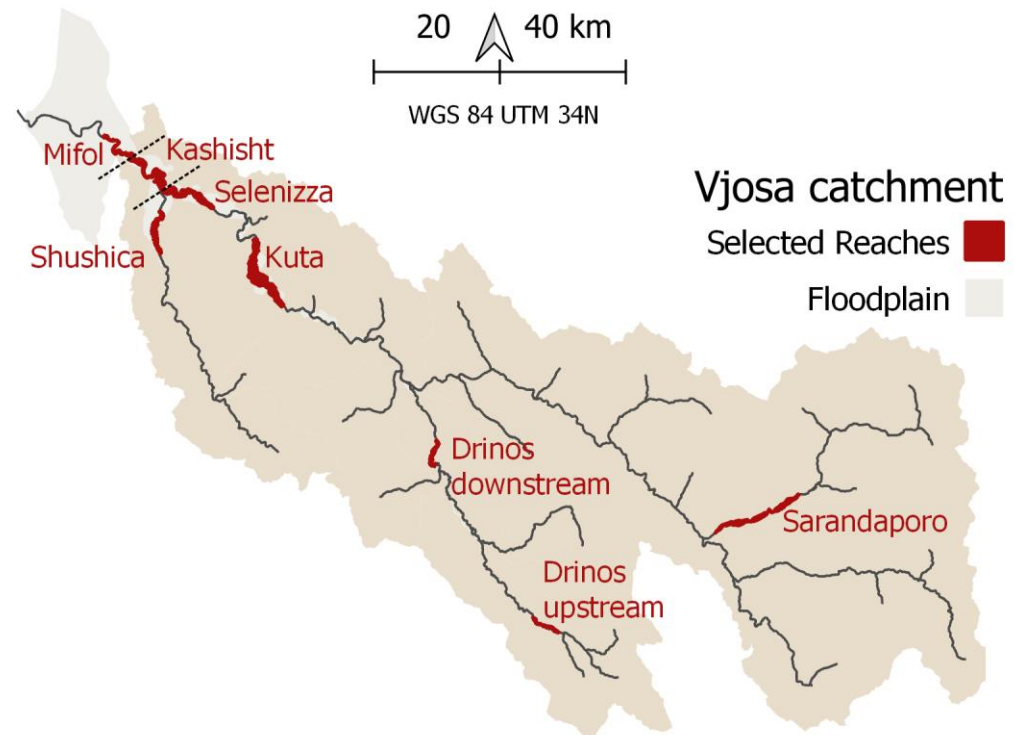 20 40 km
WGS 84 UTM 34N
Mifol
Kashisht
Selenizza
Shushica
Kuta
Vjosa catchment
Selected Reaches
Floodplain
Drinos
downstream
Sarandaporo
Drinos
upstream